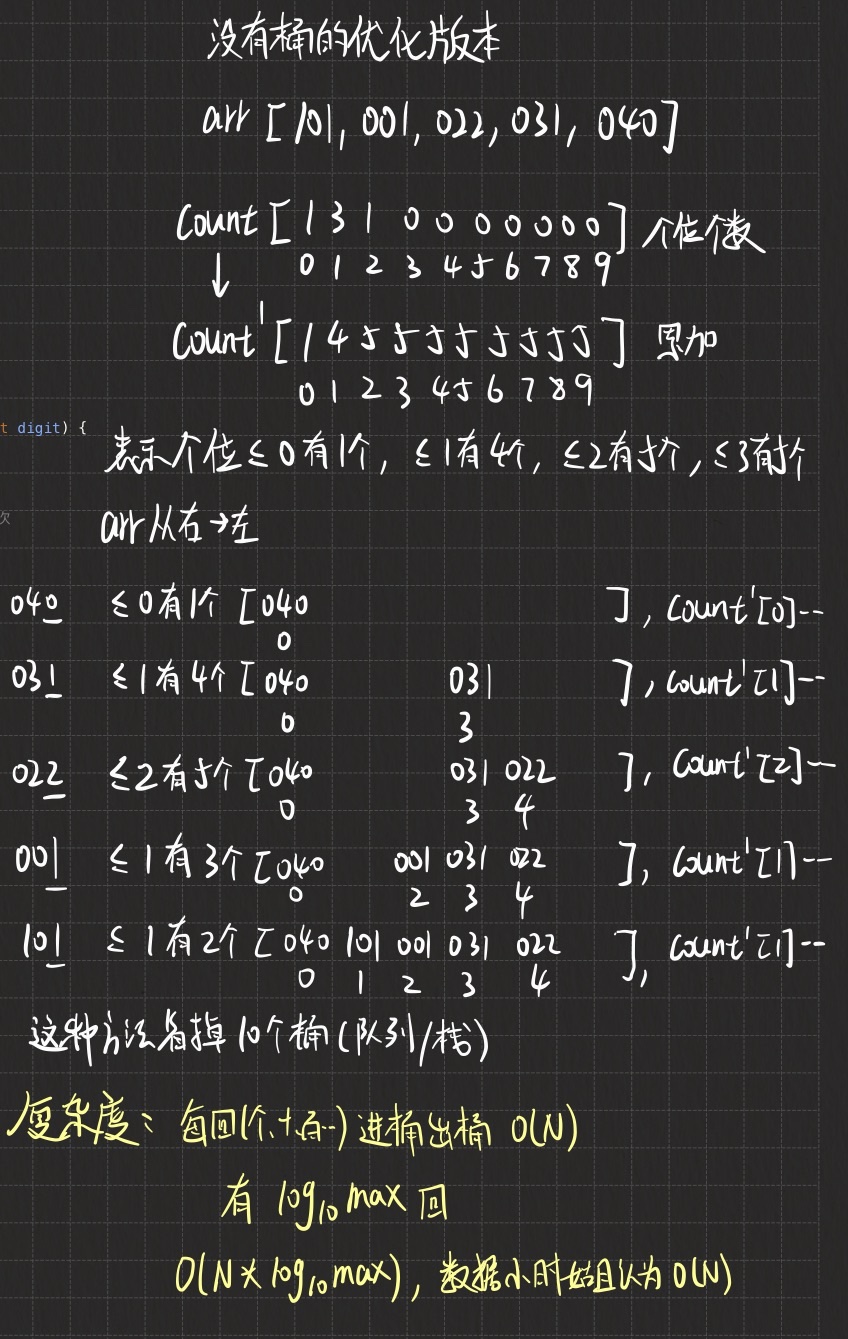 没有桶的优化版本
arr [101, 001, 022, 031, 040]
Count [1 3 1 0 0 0 0 0 0 0] 个位个数
0 1 2 3 4 5 6 7 8 9
↓
Count' [1 4 5 5 5 5 5 5 5 5] 累加
0 1 2 3 4 5 6 7 8 9
t digit) {
表示个位≤0有1个, ≤1有4个, ≤2有5个, ≤3有5个
次
arr从右→左
040 ≤0有1个 [040 ], Count'[0]--
0
031 ≤1有4个 [040 031 ], Count'[1]--
0 3
022 ≤2有5个 [040 031 022 ], Count'[2]--
0 3 4
001 ≤1有3个 [040 001 031 022 ], Count'[1]--
0 2 3 4
101 ≤1有2个 [040 101 001 031 022 ], Count'[1]--
0 1 2 3 4
这种方法省掉10个桶(队列/栈)
复杂度: 每回(个.十.百..)进桶出桶 O(N)
有 log₁₀max 回
O(N×log₁₀max), 数据小时姑且认为O(N)